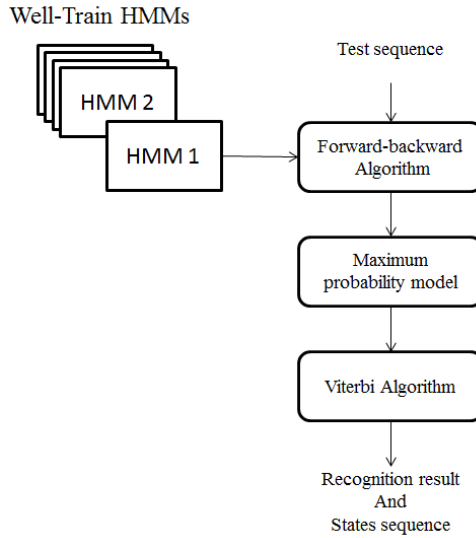 Well-Train HMMs
HMM 2
HMM 1
Test sequence
Forward-backward
Algorithm
Maximum
probability model
Viterbi Algorithm
Recognition result
And
States sequence